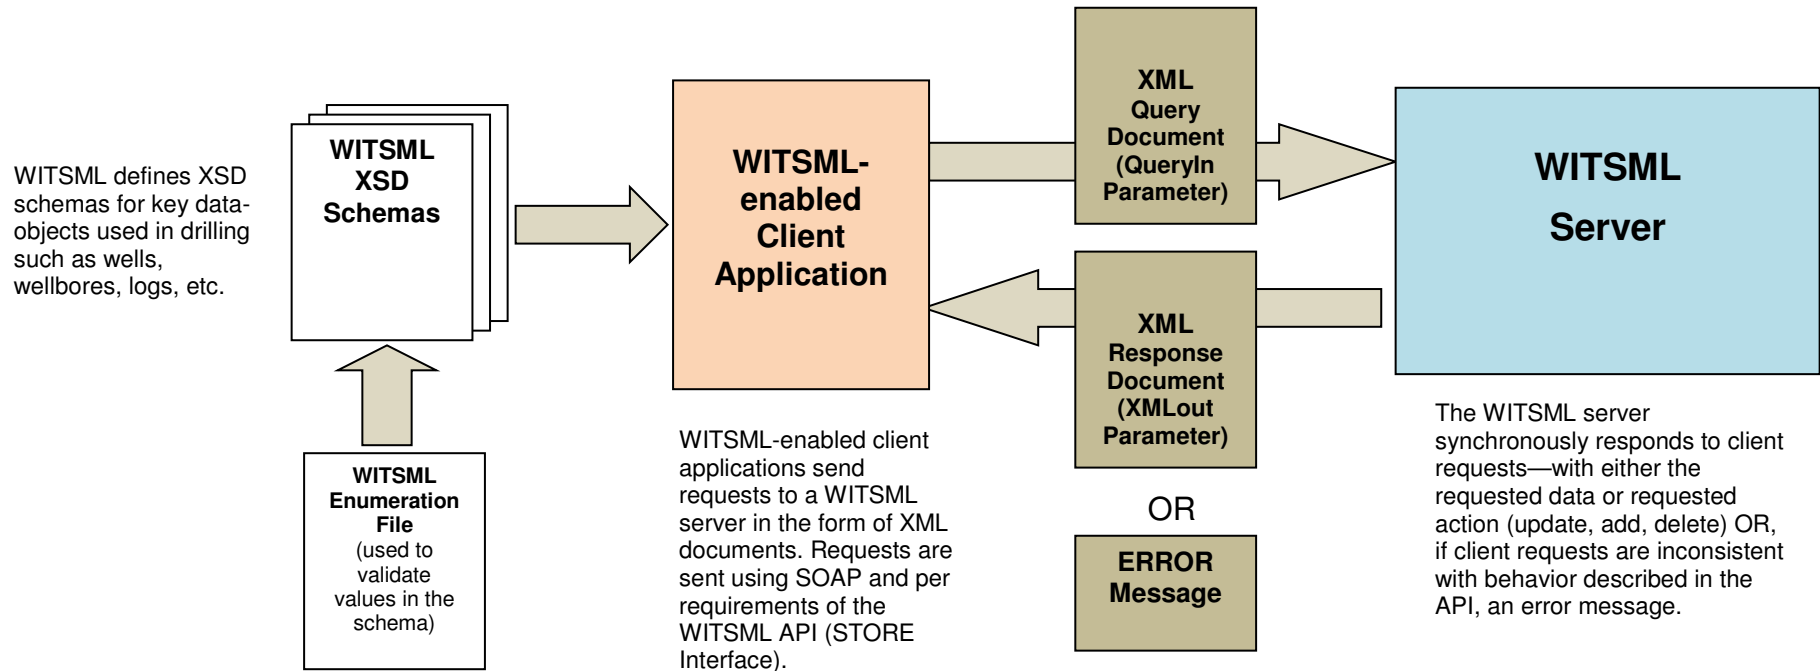 WITSML defines XSD
schemas for key data-
objects used in drilling
such as wells,
wellbores, logs, etc.
WITSML
XSD
Schemas
WITSML
Enumeration
File
(used to
validate
values in the
schema)
WITSML-
enabled
Client
Application
WITSML-enabled client
applications send
requests to a WITSML
server in the form of XML
documents. Requests are
sent using SOAP and per
requirements of the
WITSML API (STORE
Interface).
XML
Query
Document
(QueryIn
Parameter)
XML
Response
Document
(XMLout
Parameter)
OR
ERROR
Message
WITSML
Server
The WITSML server
synchronously responds to client
requests—with either the
requested data or requested
action (update, add, delete) OR,
if client requests are inconsistent
with behavior described in the
API, an error message.